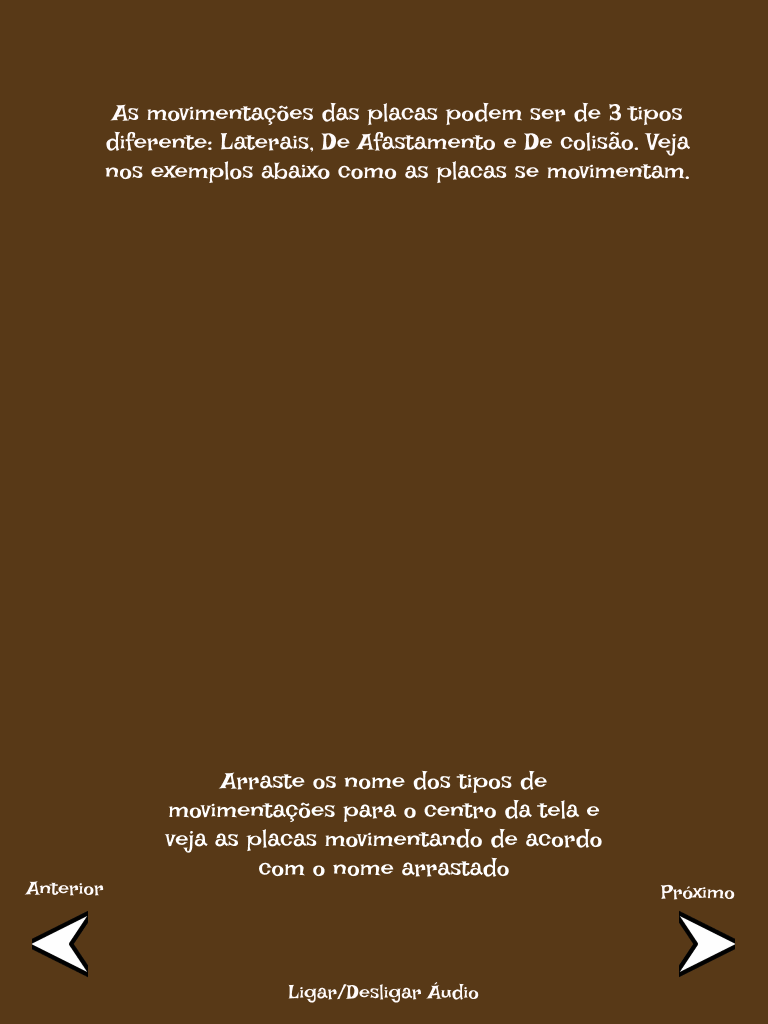 As movimentações das placas podem ser de 3 tipos
diferente: Laterais, De Afastamento e De colisão. Veja
nos exemplos abaixo como as placas se movimentam.
Arraste os nome dos tipos de
movimentações para o centro da tela e
veja as placas movimentando de acordo
com o nome arrastado
Anterior
Próximo
Ligar/Desligar Áudio